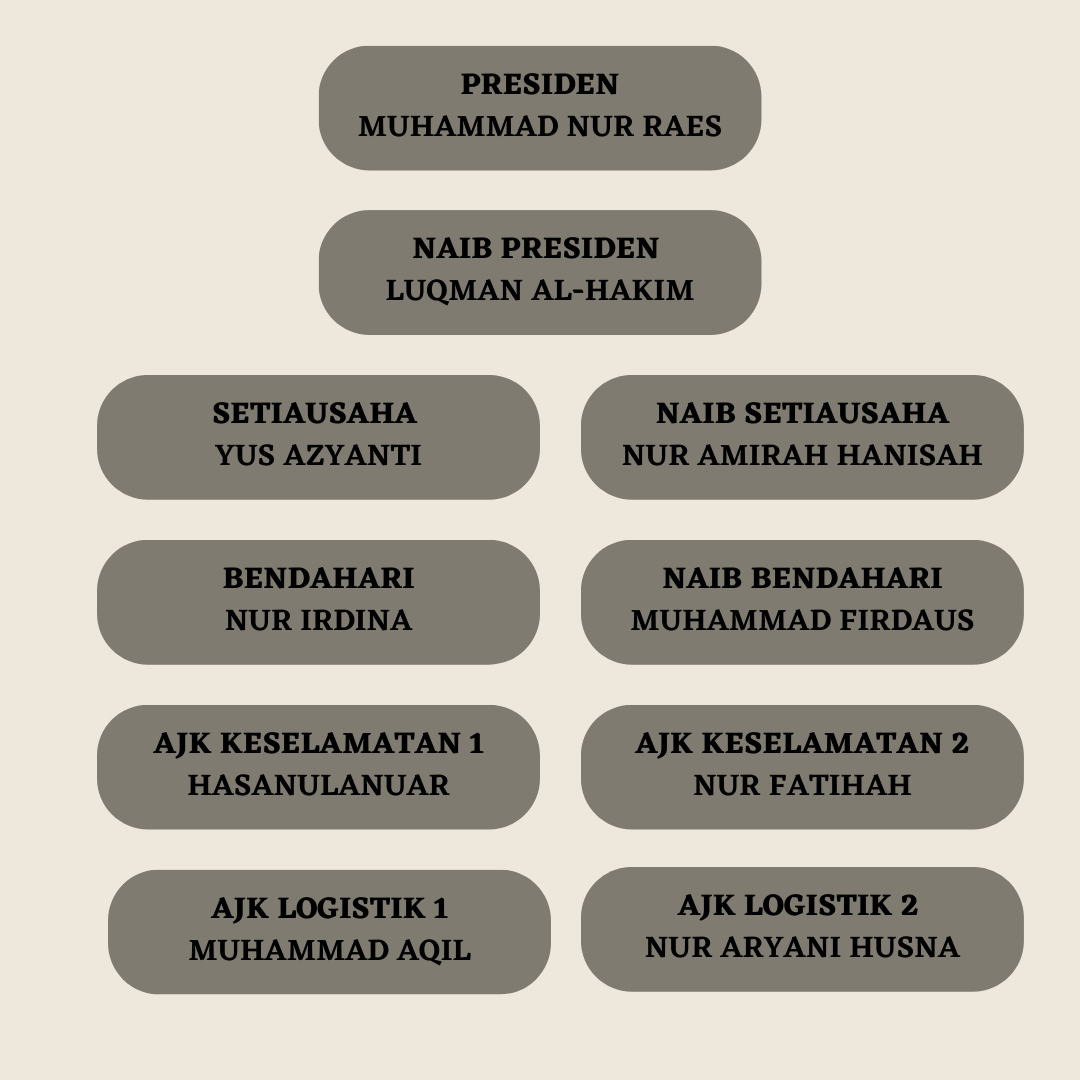 PRESIDEN
MUHAMMAD NUR RAES
NAIB PRESIDEN
LUQMAN AL-HAKIM
SETIAUSAHA
YUS AZYANTI
NAIB SETIAUSAHA
NUR AMIRAH HANISAH
BENDAHARI
NUR IRDINA
NAIB BENDAHARI
MUHAMMAD FIRDAUS
AJK KESELAMATAN 1
HASANULANUAR
AJK KESELAMATAN 2
NUR FATIHAH
AJK LOGISTIK 1
MUHAMMAD AQIL
AJK LOGISTIK 2
NUR ARYANI HUSNA